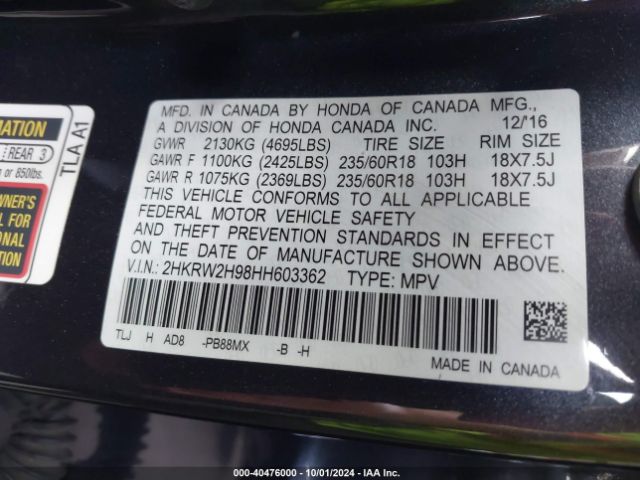 MATION
REAR 3
or 850lbs.
WNER'S
L FOR
ONAL
ON
TLA A1
MFD. IN CANADA BY HONDA OF CANADA MFG.,
A DIVISION OF HONDA CANADA INC. 12/'16
GVWR 2130KG (4695LBS) TIRE SIZE RIM SIZE
GAWR F 1100KG (2425LBS) 235/60R18 103H 18X7.5J
GAWR R 1075KG (2369LBS) 235/60R18 103H 18X7.5J
THIS VEHICLE CONFORMS TO ALL APPLICABLE
FEDERAL MOTOR VEHICLE SAFETY
AND THEFT PREVENTION STANDARDS IN EFFECT
ON THE DATE OF MANUFACTURE SHOWN ABOVE.
V.I.N.: 2HKRW2H98HH603362 TYPE: MPV
TLJ H AD8 -PB88MX -B -H
MADE IN CANADA
000-40476000 - 10/01/2024 - IAA Inc.